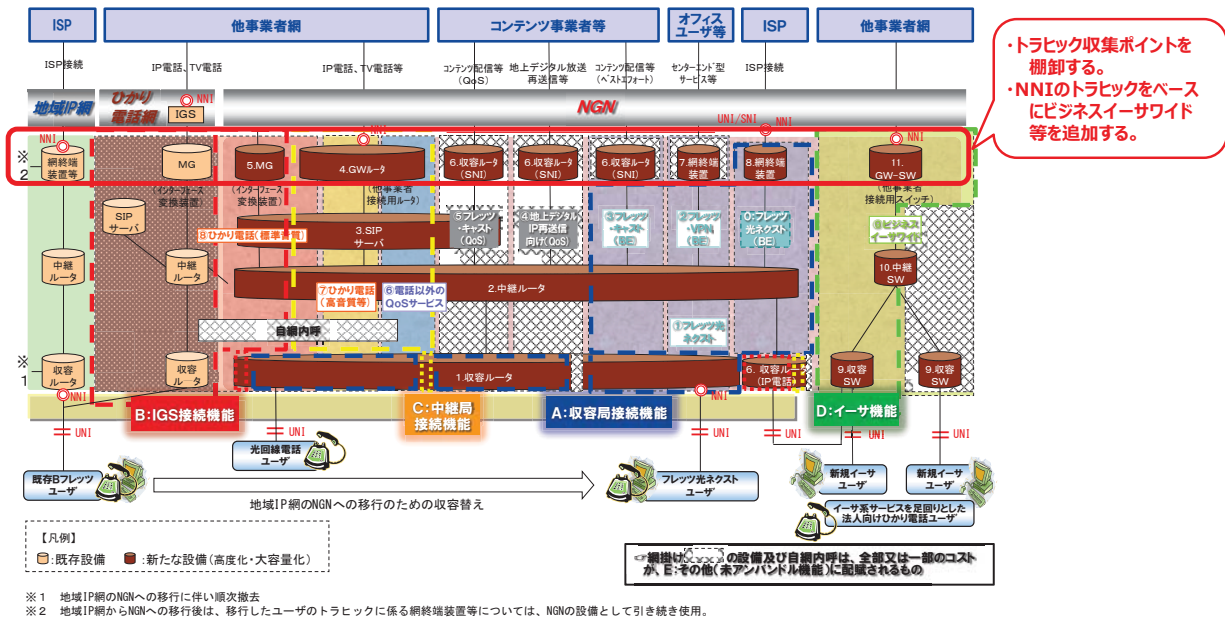 ISP
他事業者網
コンテンツ事業者等
オフィス
ユーザ等
ISP
他事業者網
・トラヒック収集ポイントを
棚卸する。
・NNIのトラヒックをベース
にビジネスイーサワイド
等を追加する。
ISP接続
IP電話、TV電話
IP電話、TV電話等
コンテンツ配信等
(QoS)
地上デジタル放送
再送信等
コンテンツ配信等
(ベストエフォート)
センターエンド型
サービス等
ISP接続
地域IP網
ひかり
電話網
NNI
IGS
NGN
NNI
NNI
UNI/SNI
NNI
NNI
※
2
網終端
装置等
MG
(インターフェース
変換装置)
5.MG
(インターフェース
変換装置)
4.GWルータ
(他事業者
接続用ルータ)
6.収容ルータ
(SNI)
6.収容ルータ
(SNI)
6.収容ルータ
(SNI)
7.網終端
装置
8.網終端
装置
11.
GW-SW
(他事業者
接続用スイッチ)
SIP
サーバ
⑧ひかり電話(標準音質)
3.SIP
サーバ
⑤フレッツ
・キャスト
(QoS)
④地上デジタル
IP再送信
向け(QoS)
③フレッツ
・キャスト
(BE)
②フレッツ
・VPN
(BE)
⓪フレッツ
光ネクスト
(BE)
⑨ビジネス
イーサワイド
中継
ルータ
中継
ルータ
2.中継ルータ
10.中継
SW
⑦ひかり電話
(高音質等)
⑥電話以外の
QoSサービス
自網内呼
①フレッツ光
ネクスト
※
1
収容
ルータ
収容
ルータ
1.収容ルータ
6.収容ルータ
(IP電話)
9.収容
SW
9.収容
SW
NNI
NNI
B:IGS接続機能
C:中継局
接続機能
A:収容局接続機能
D:イーサ機能
UNI
UNI
UNI
UNI
UNI
UNI
既存Bフレッツ
ユーザ
光回線電話
ユーザ
フレッツ光ネクスト
ユーザ
新規イーサ
ユーザ
新規イーサ
ユーザ
地域IP網のNGNへの移行のための収容替え
イーサ系サービスを足回りとした
法人向けひかり電話ユーザ
【凡例】
:既存設備 :新たな設備(高度化・大容量化)
☞網掛け の設備及び自網内呼は、全部又は一部のコスト
が、E:その他(未アンバンドル機能)に配賦されるもの
※1 地域IP網のNGNへの移行に伴い順次撤去
※2 地域IP網からNGNへの移行後は、移行したユーザのトラヒックに係る網終端装置等については、NGNの設備として引き続き使用。